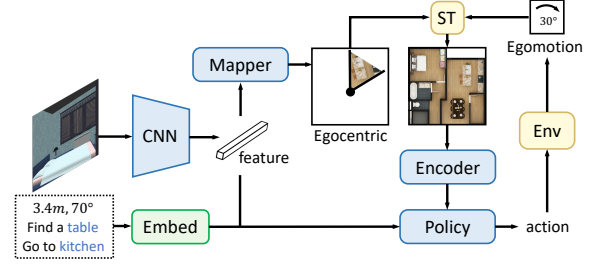 ST
30°
Egomotion
Mapper
Egocentric
CNN
feature
Env
Encoder
3.4m, 70°
Find a table
Go to kitchen
Embed
Policy
action